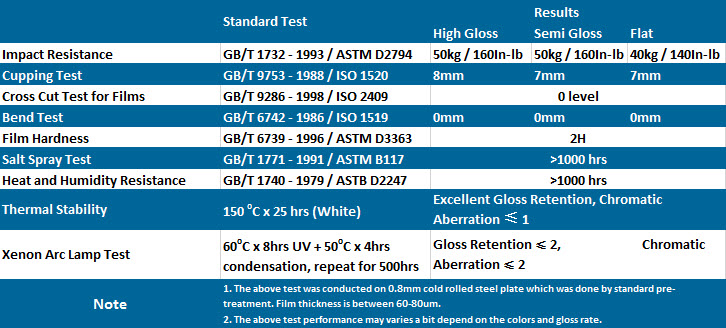 Standard Test Results
High Gloss Semi Gloss Flat
Impact Resistance GB/T 1732 - 1993 / ASTM D2794 50kg / 160In-lb 50kg / 160In-lb 40kg / 140In-lb
Cupping Test GB/T 9753 - 1988 / ISO 1520 8mm 7mm 7mm
Cross Cut Test for Films GB/T 9286 - 1998 / ISO 2409 0 level
Bend Test GB/T 6742 - 1986 / ISO 1519 0mm 0mm 0mm
Film Hardness GB/T 6739 - 1996 / ASTM D3363 2H
Salt Spray Test GB/T 1771 - 1991 / ASTM B117 >1000 hrs
Heat and Humidity Resistance GB/T 1740 - 1979 / ASTB D2247 >1000 hrs
Thermal Stability 150 ⁰C x 25 hrs (White) Excellent Gloss Retention, Chromatic
Aberration ⩽ 1
Xenon Arc Lamp Test 60⁰C x 8hrs UV + 50⁰C x 4hrs Gloss Retention ⩽ 2, Chromatic
condensation, repeat for 500hrs Aberration ⩽ 2
Note 1. The above test was conducted on 0.8mm cold rolled steel plate which was done by standard pre-
treatment. Film thickness is between 60-80um.
2. The above test performance may varies a bit depend on the colors and gloss rate.